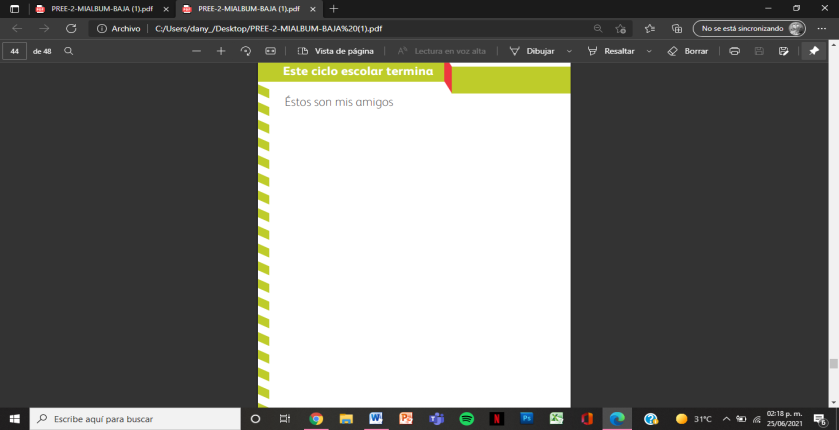 PREE-2-MIALBUM-BAJA (1).pdf
PREE-2-MIALBUM-BAJA (1).pdf
Archivo
C:/Users/dany_/Desktop/PREE-2-MIALBUM-BAJA%20(1).pdf
No se está sincronizando
44 de 48
Vista de página
Lectura en voz alta
Dibujar
Resaltar
Borrar
Este ciclo escolar termina
Éstos son mis amigos
Escribe aquí para buscar
31°C
02:18 p. m.
25/06/2021
6